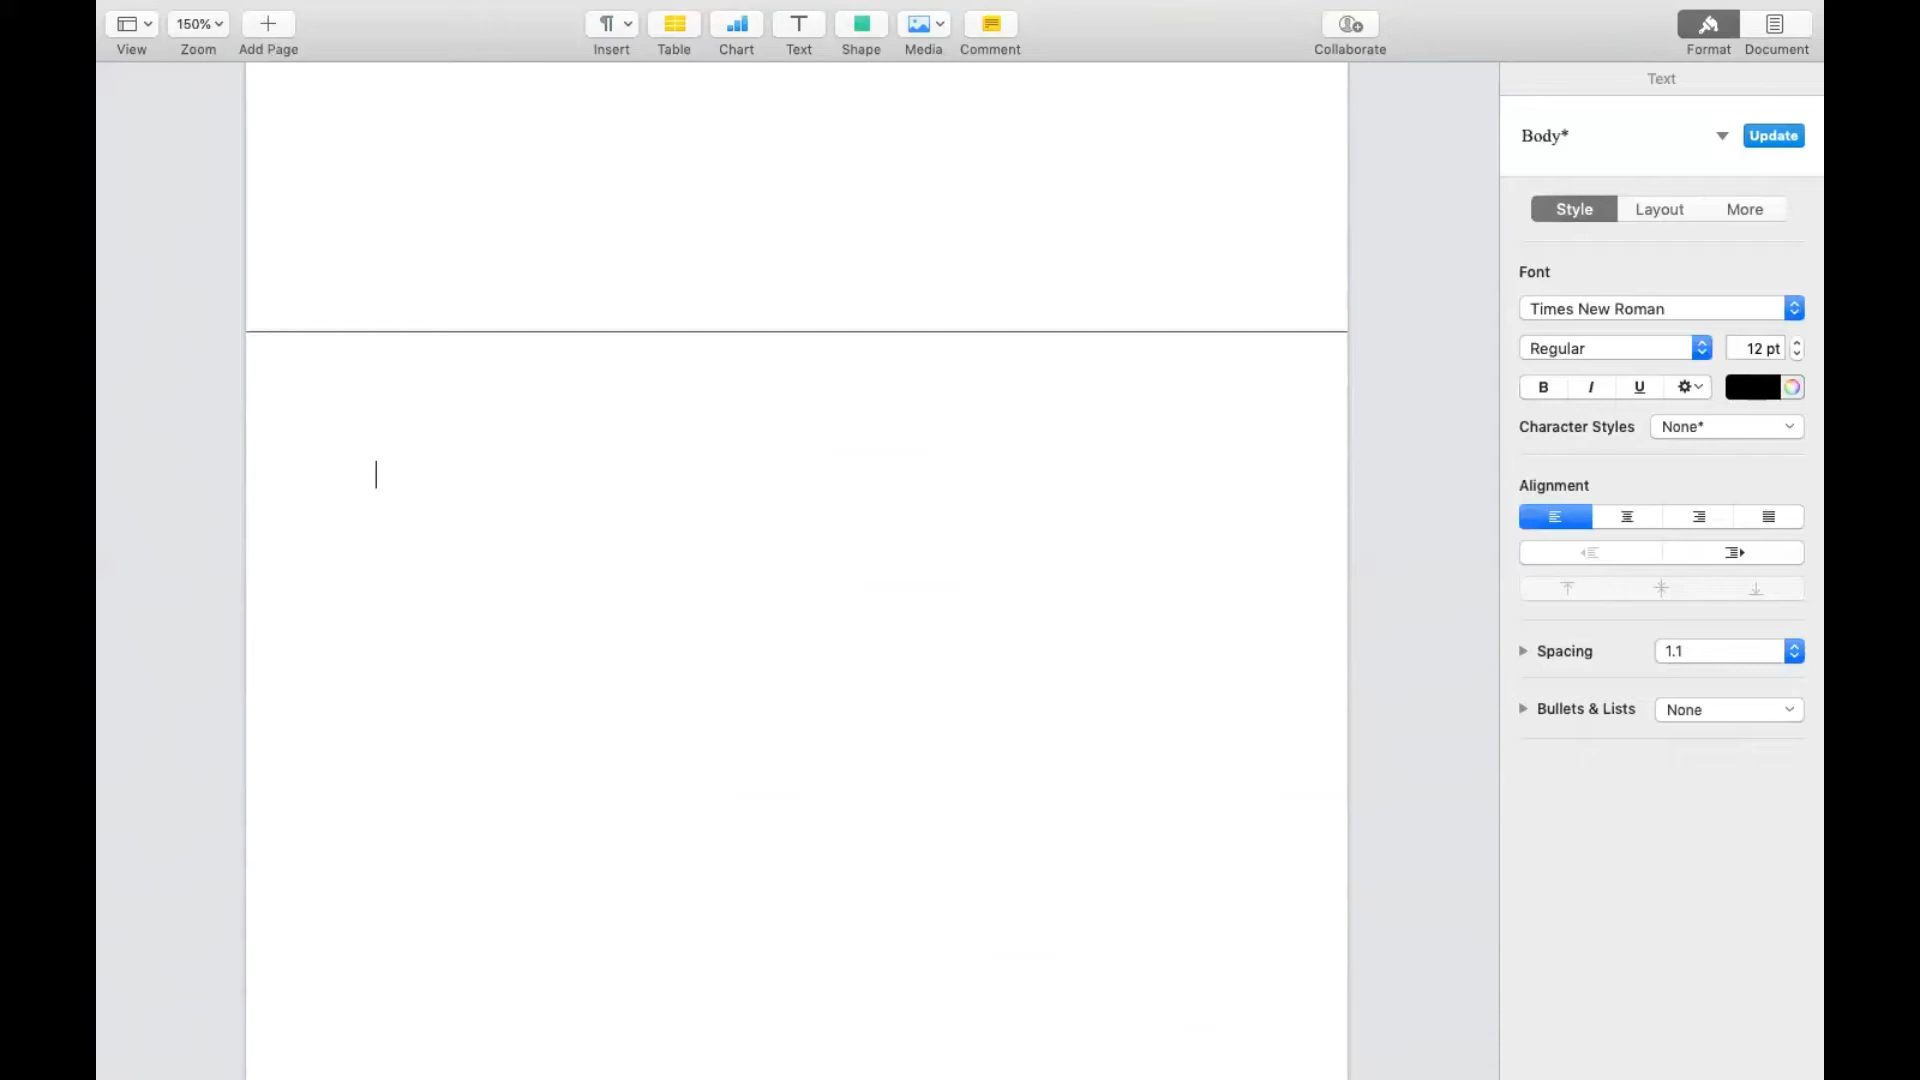 150%
View Zoom Add Page
Insert Table Chart Text Shape Media Comment
Collaborate
Format Document
Text
Body* Update
Style Layout More
Font
Times New Roman
Regular 12 pt
B I U
Character Styles None*
Alignment
Spacing 1.1
Bullets & Lists None